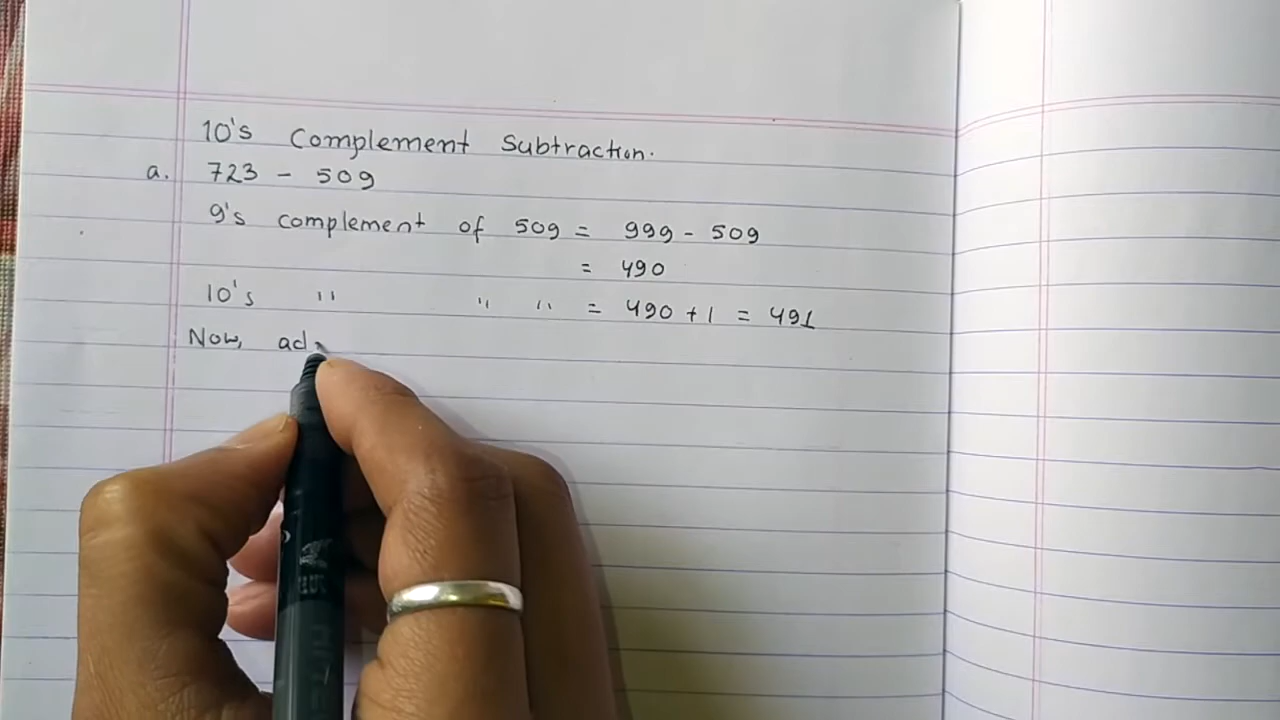 10's Complement Subtraction.
a. 723 - 509
9's complement of 509 = 999 - 509
= 490
10's " " " = 490 + 1 = 491
Now, ad